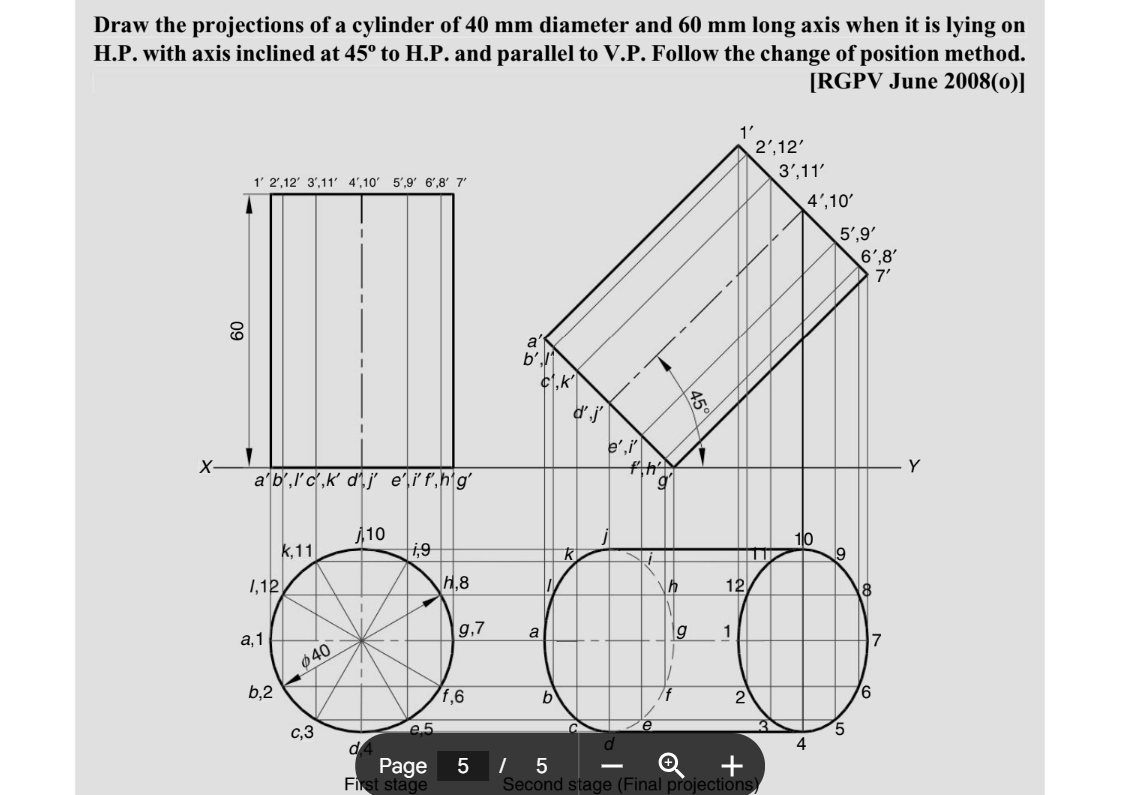 Draw the projections of a cylinder of 40 mm diameter and 60 mm long axis when it is lying on
H.P. with axis inclined at 45º to H.P. and parallel to V.P. Follow the change of position method.
[RGPV June 2008(o)]
1′
2′,12′
3′,11′
1′ 2′,12′ 3′,11′ 4′,10′ 5′,9′ 6′,8′ 7′
4′,10′
5′,9′
6′,8′
7′
60
a′
b′,l′
c′,k′
45°
d′,j′
e′,i′
f′,h′
g′
X
Y
a′ b′,l′ c′,k′ d′,j′ e′,i′ f′,h′ g′
j,10
j
10
k,11
i,9
k
i
11
9
l,12
h,8
l
h
12
8
a,1
g,7
a
g
1
7
ϕ40
b,2
f,6
b
f
2
6
c,3
e,5
c
e
3
5
d,4
d
4
Page 5 / 5
First stage
Second stage (Final projections)